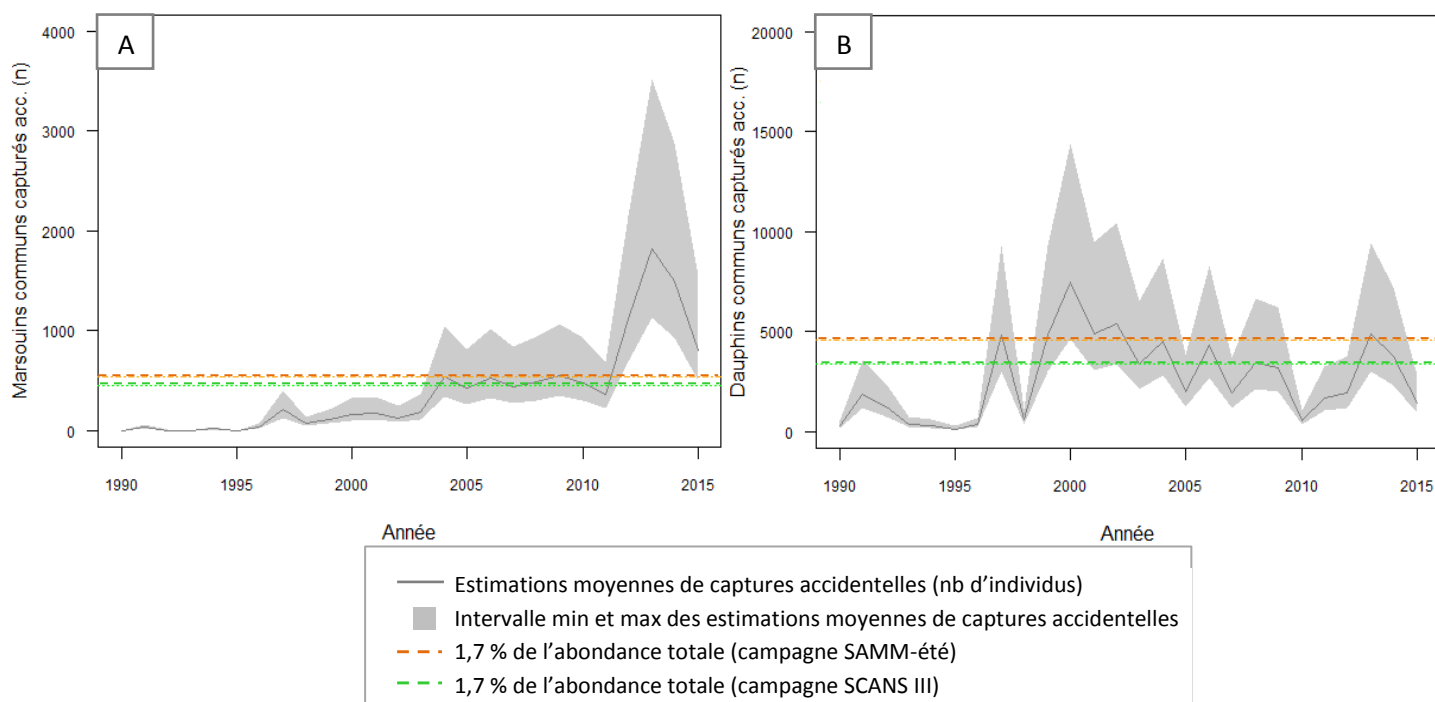 A
Marsouins communs capturés acc. (n)
4000
3000
2000
1000
0
1990 1995 2000 2005 2010 2015
Année
B
Dauphins communs capturés acc. (n)
20000
15000
10000
5000
0
1990 1995 2000 2005 2010 2015
Année
Estimations moyennes de captures accidentelles (nb d’individus)
Intervalle min et max des estimations moyennes de captures accidentelles
1,7 % de l’abondance totale (campagne SAMM-été)
1,7 % de l’abondance totale (campagne SCANS III)